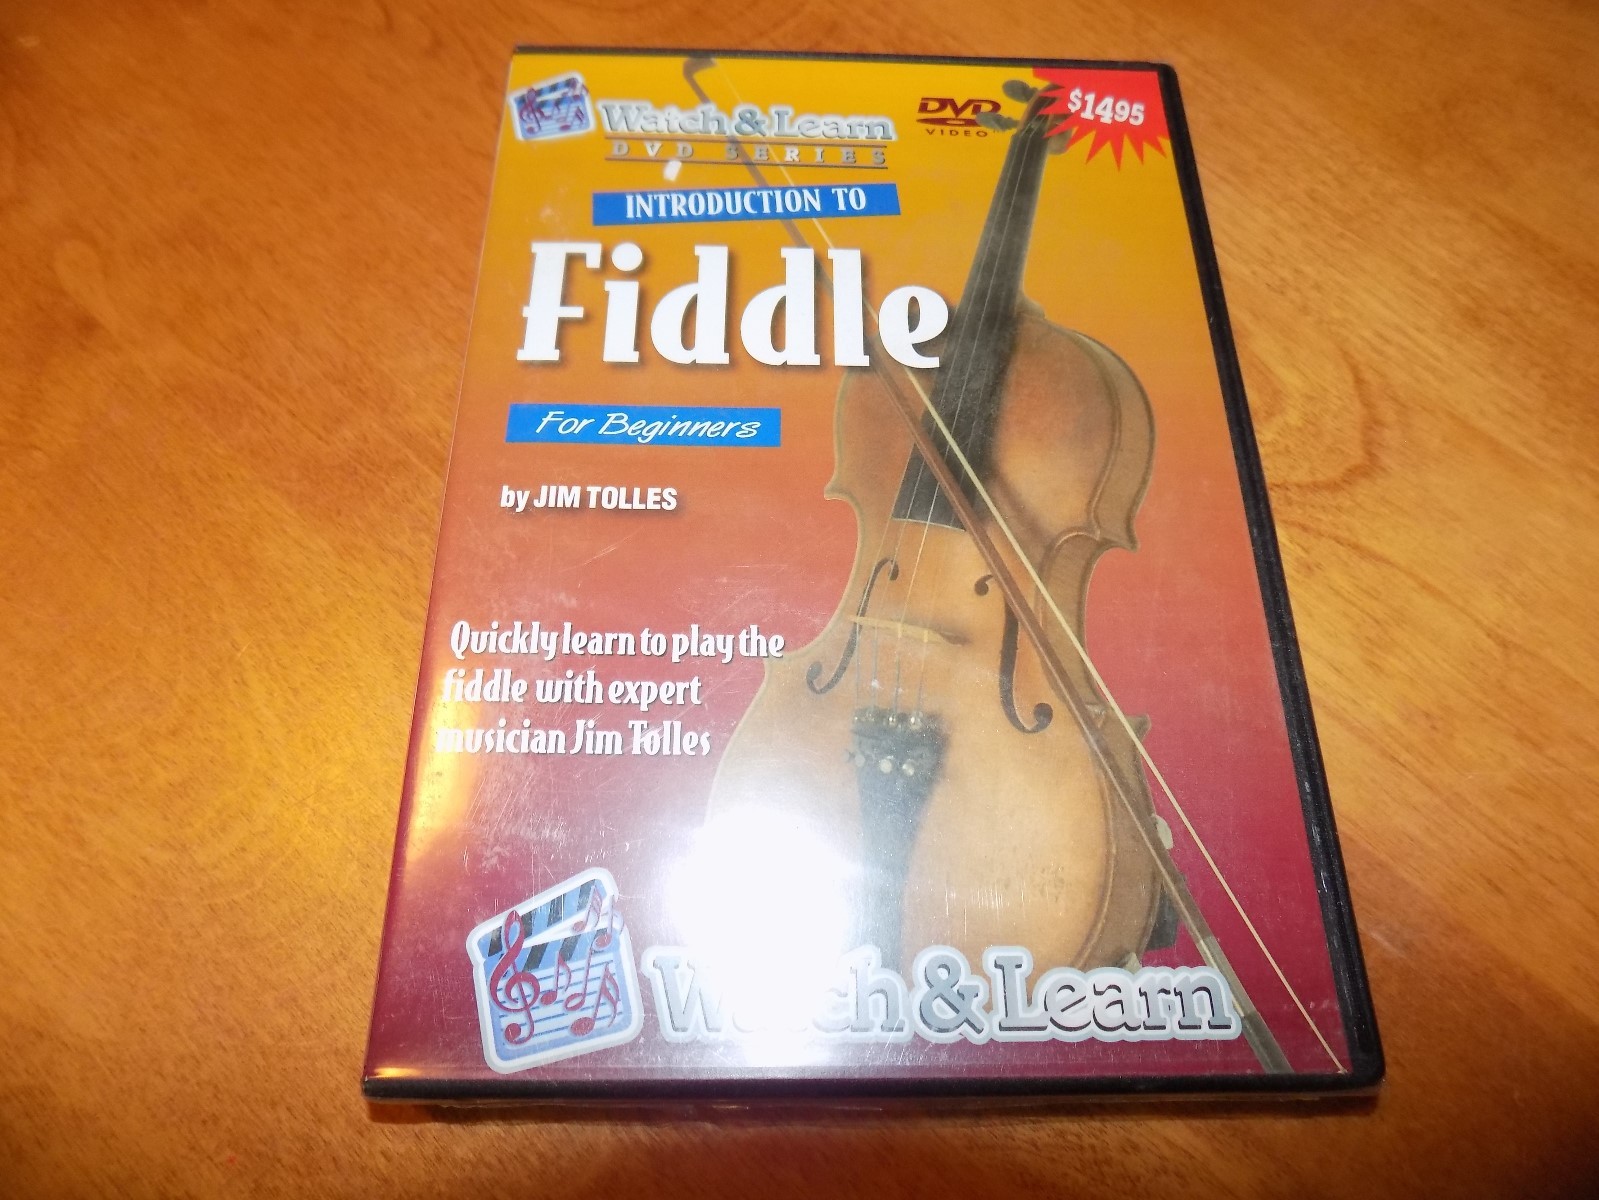 Watch & Learn
DVD SERIES
DVD
VIDEO
$1495
INTRODUCTION TO
Fiddle
For Beginners
by JIM TOLLES
Quickly learn to play the
fiddle with expert
musician Jim Tolles
Watch & Learn